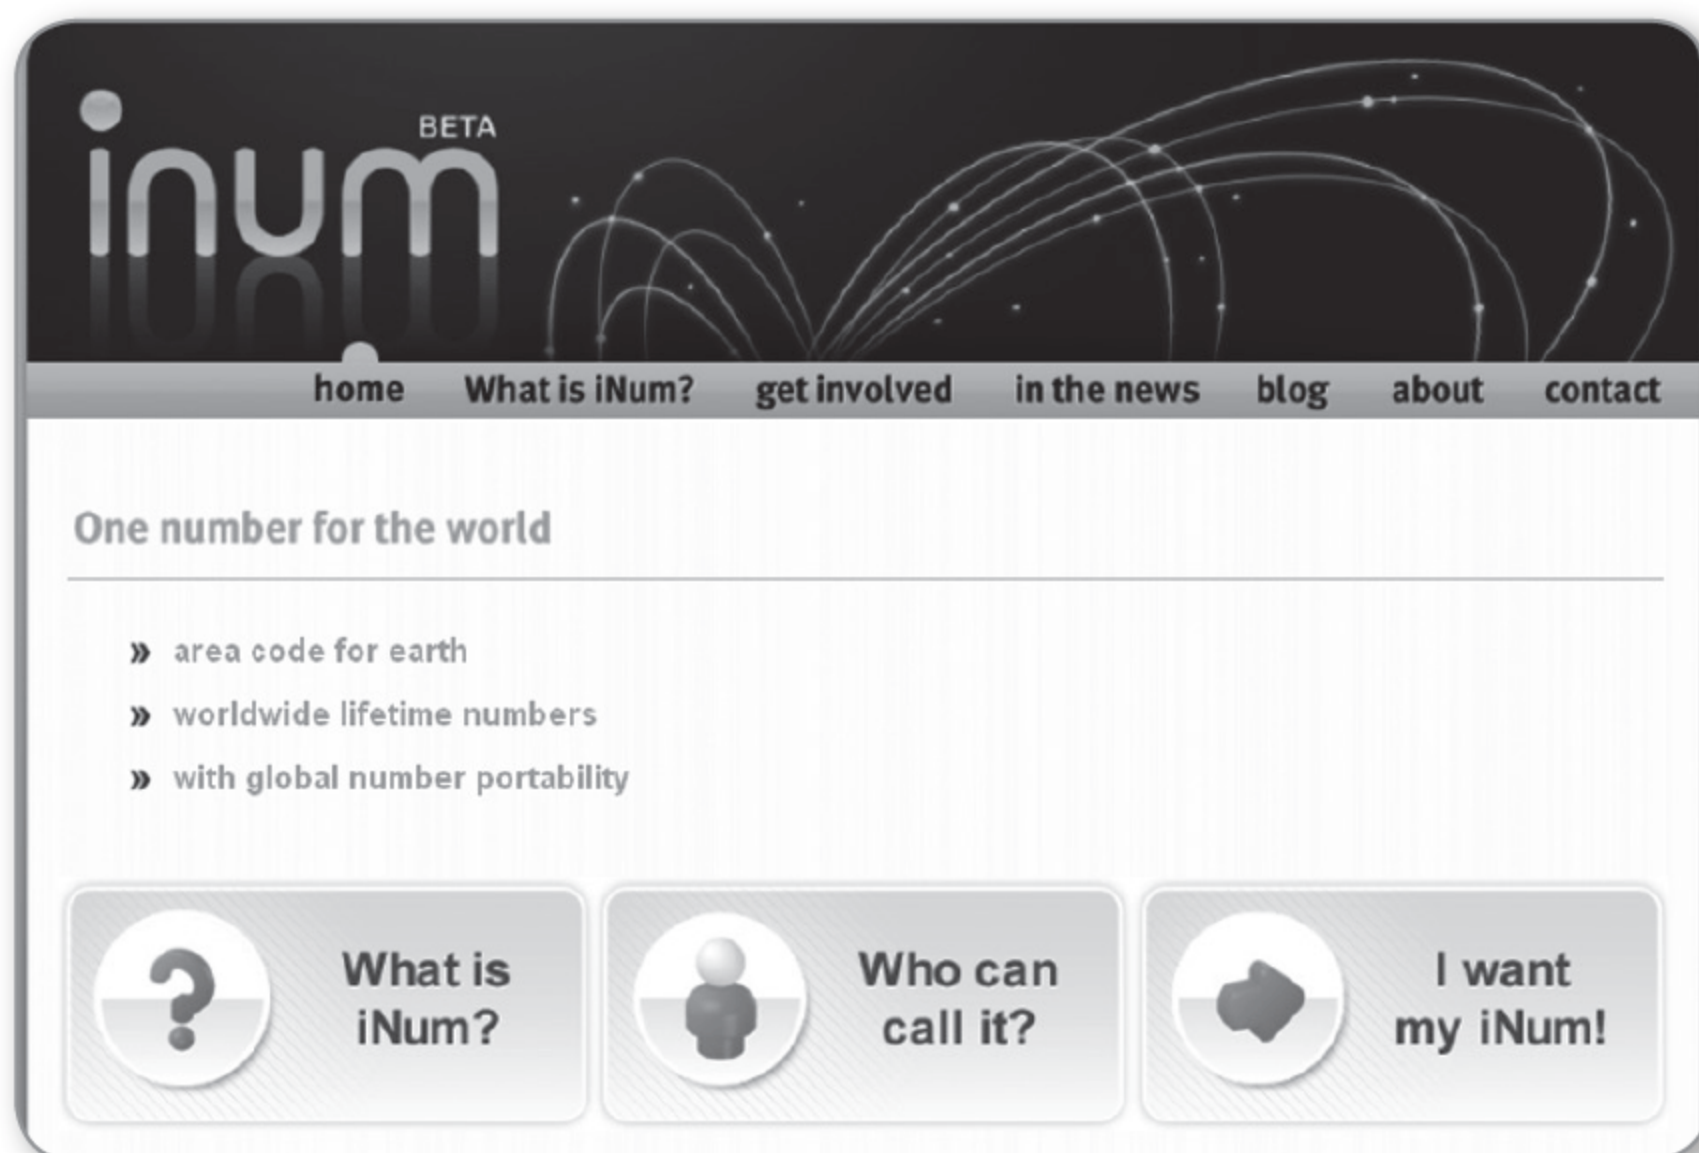 inum
BETA
home What is iNum? get involved in the news blog about contact
One number for the world
» area code for earth
» worldwide lifetime numbers
» with global number portability
What is
iNum?
Who can
call it?
I want
my iNum!